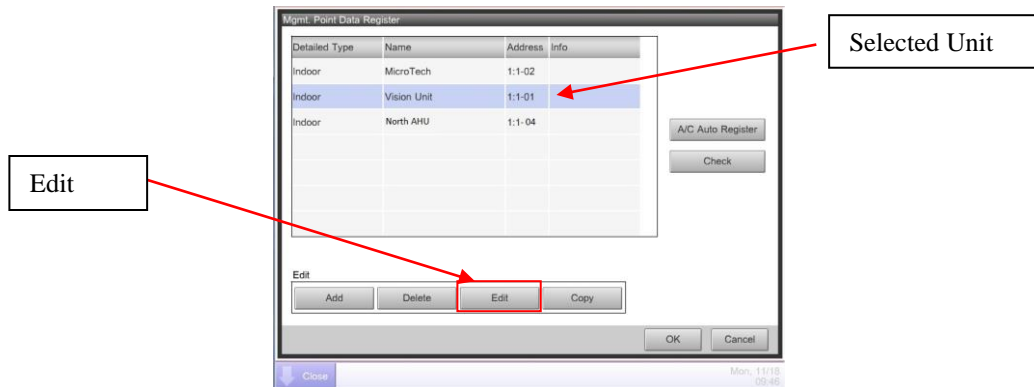 Mgmt. Point Data Register
Detailed Type Name Address Info
Selected Unit
Indoor MicroTech 1:1-02
Indoor Vision Unit 1:1-01
Indoor North AHU 1:1- 04
A/C Auto Register
Check
Edit
Edit
Add Delete Edit Copy
OK Cancel
Close
Mon, 11/18
09:46